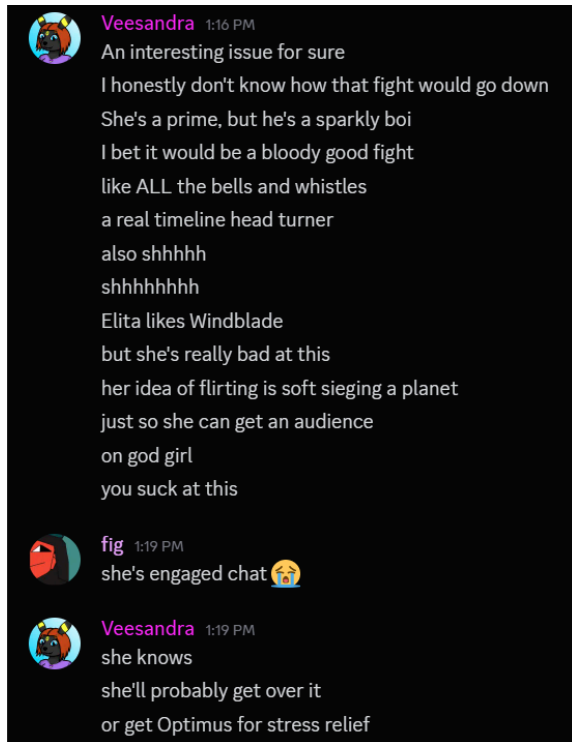 Veesandra 1:16 PM
An interesting issue for sure
I honestly don't know how that fight would go down
She's a prime, but he's a sparkly boi
I bet it would be a bloody good fight
like ALL the bells and whistles
a real timeline head turner
also shhhhh
shhhhhhhh
Elita likes Windblade
but she's really bad at this
her idea of flirting is soft sieging a planet
just so she can get an audience
on god girl
you suck at this
fig 1:19 PM
she's engaged chat 😭
Veesandra 1:19 PM
she knows
she'll probably get over it
or get Optimus for stress relief